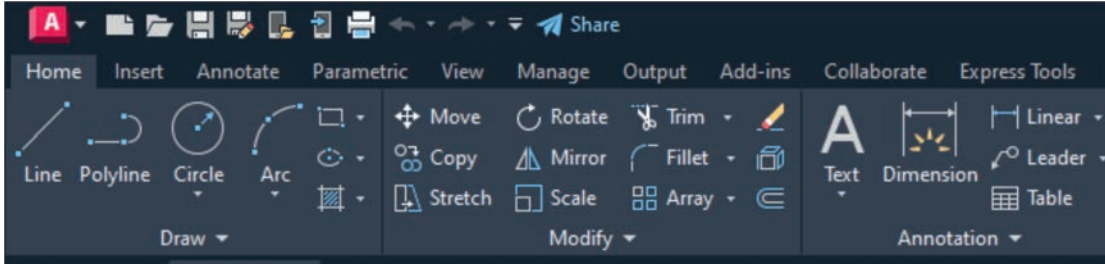 A Share
Home Insert Annotate Parametric View Manage Output Add-ins Collaborate Express Tools
Move Rotate Trim Linear
Copy Mirror Fillet Leader
Line Polyline Circle Arc Text Dimension
Stretch Scale Array Table
Draw Modify Annotation